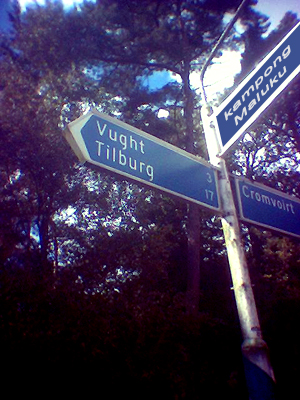 kampong
Maluku
Vught 3
Tilburg 17
Cromvoirt